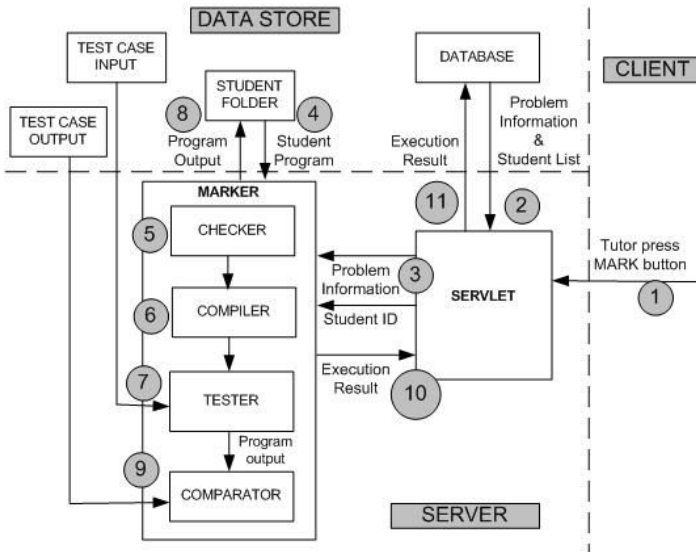 DATA STORE
TEST CASE
INPUT
DATABASE
CLIENT
STUDENT
FOLDER
TEST CASE
OUTPUT
8
4
Program
Output
Student
Program
Execution
Result
Problem
Information
&
Student List
MARKER
11
2
5
CHECKER
3
Problem
Information
Student ID
SERVLET
Tutor press
MARK button
1
6
COMPILER
7
TESTER
Execution
Result
10
Program
output
9
COMPARATOR
SERVER